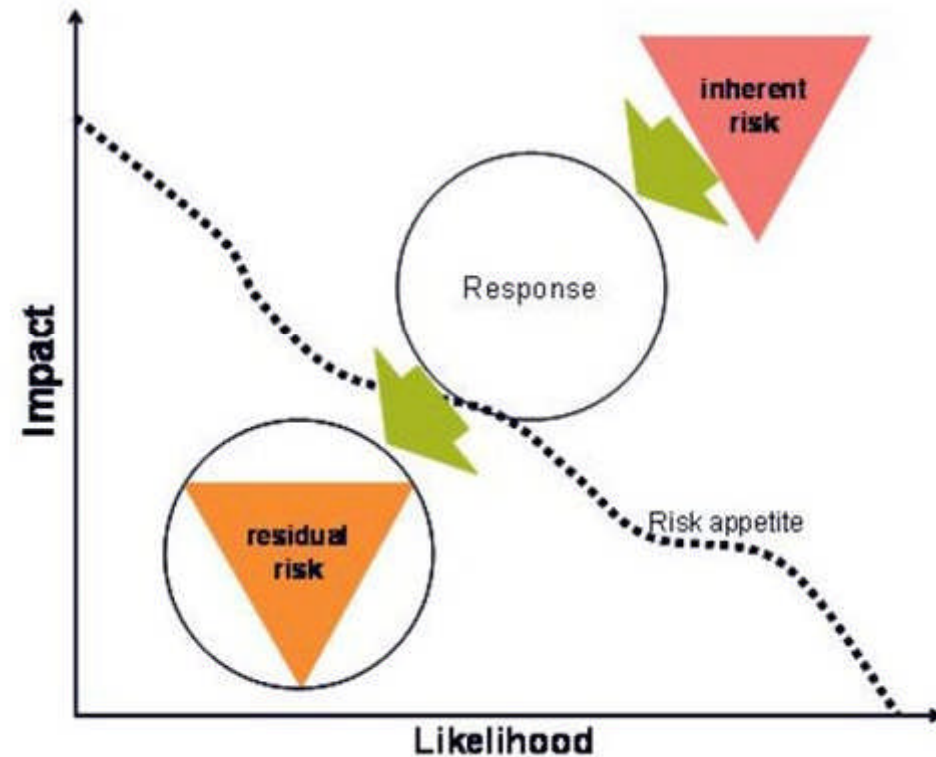 inherent
risk
Response
Impact
Risk appetite
residual
risk
Likelihood